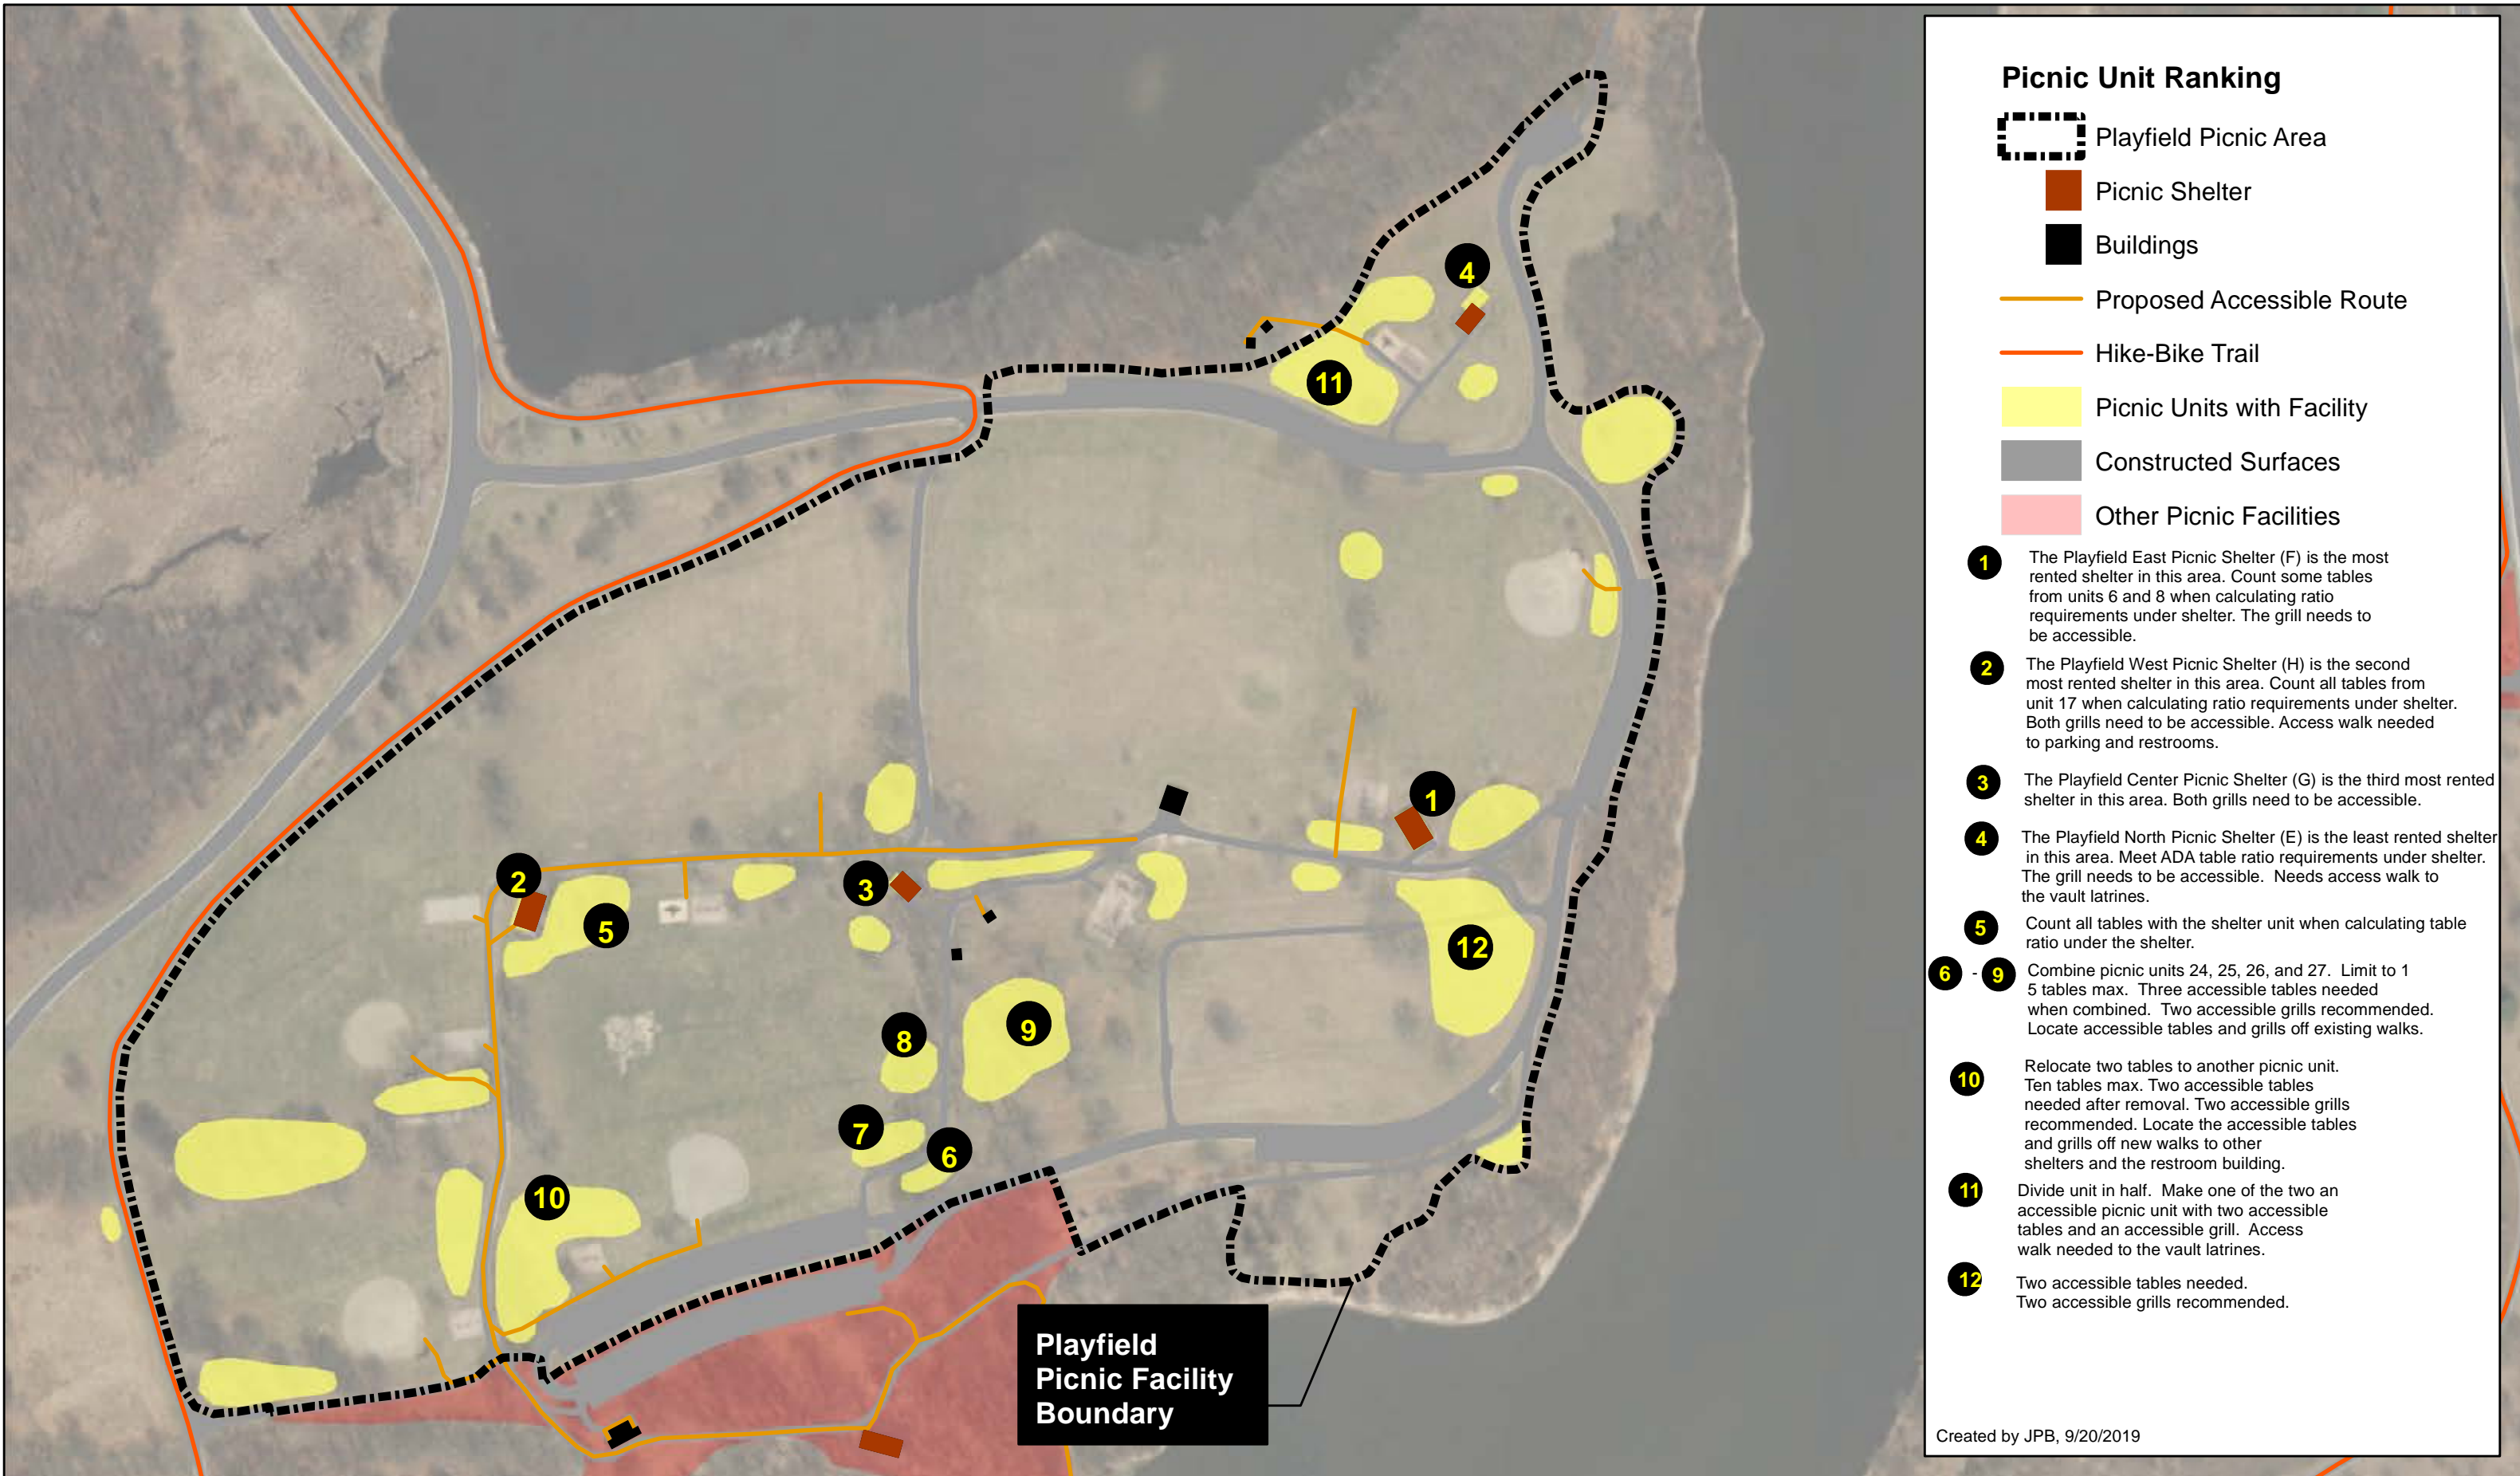 4
11
1
2
3
5
12
8
9
7
6
10
Playfield
Picnic Facility
Boundary
Picnic Unit Ranking
Playfield Picnic Area
Picnic Shelter
Buildings
Proposed Accessible Route
Hike-Bike Trail
Picnic Units with Facility
Constructed Surfaces
Other Picnic Facilities
1 The Playfield East Picnic Shelter (F) is the most
rented shelter in this area. Count some tables
from units 6 and 8 when calculating ratio
requirements under shelter. The grill needs to
be accessible.
2 The Playfield West Picnic Shelter (H) is the second
most rented shelter in this area. Count all tables from
unit 17 when calculating ratio requirements under shelter.
Both grills need to be accessible. Access walk needed
to parking and restrooms.
3 The Playfield Center Picnic Shelter (G) is the third most rented
shelter in this area. Both grills need to be accessible.
4 The Playfield North Picnic Shelter (E) is the least rented shelter
in this area. Meet ADA table ratio requirements under shelter.
The grill needs to be accessible. Needs access walk to
the vault latrines.
5 Count all tables with the shelter unit when calculating table
ratio under the shelter.
6 - 9 Combine picnic units 24, 25, 26, and 27. Limit to 1
5 tables max. Three accessible tables needed
when combined. Two accessible grills recommended.
Locate accessible tables and grills off existing walks.
10 Relocate two tables to another picnic unit.
Ten tables max. Two accessible tables
needed after removal. Two accessible grills
recommended. Locate the accessible tables
and grills off new walks to other
shelters and the restroom building.
11 Divide unit in half. Make one of the two an
accessible picnic unit with two accessible
tables and an accessible grill. Access
walk needed to the vault latrines.
12 Two accessible tables needed.
Two accessible grills recommended.
Created by JPB, 9/20/2019